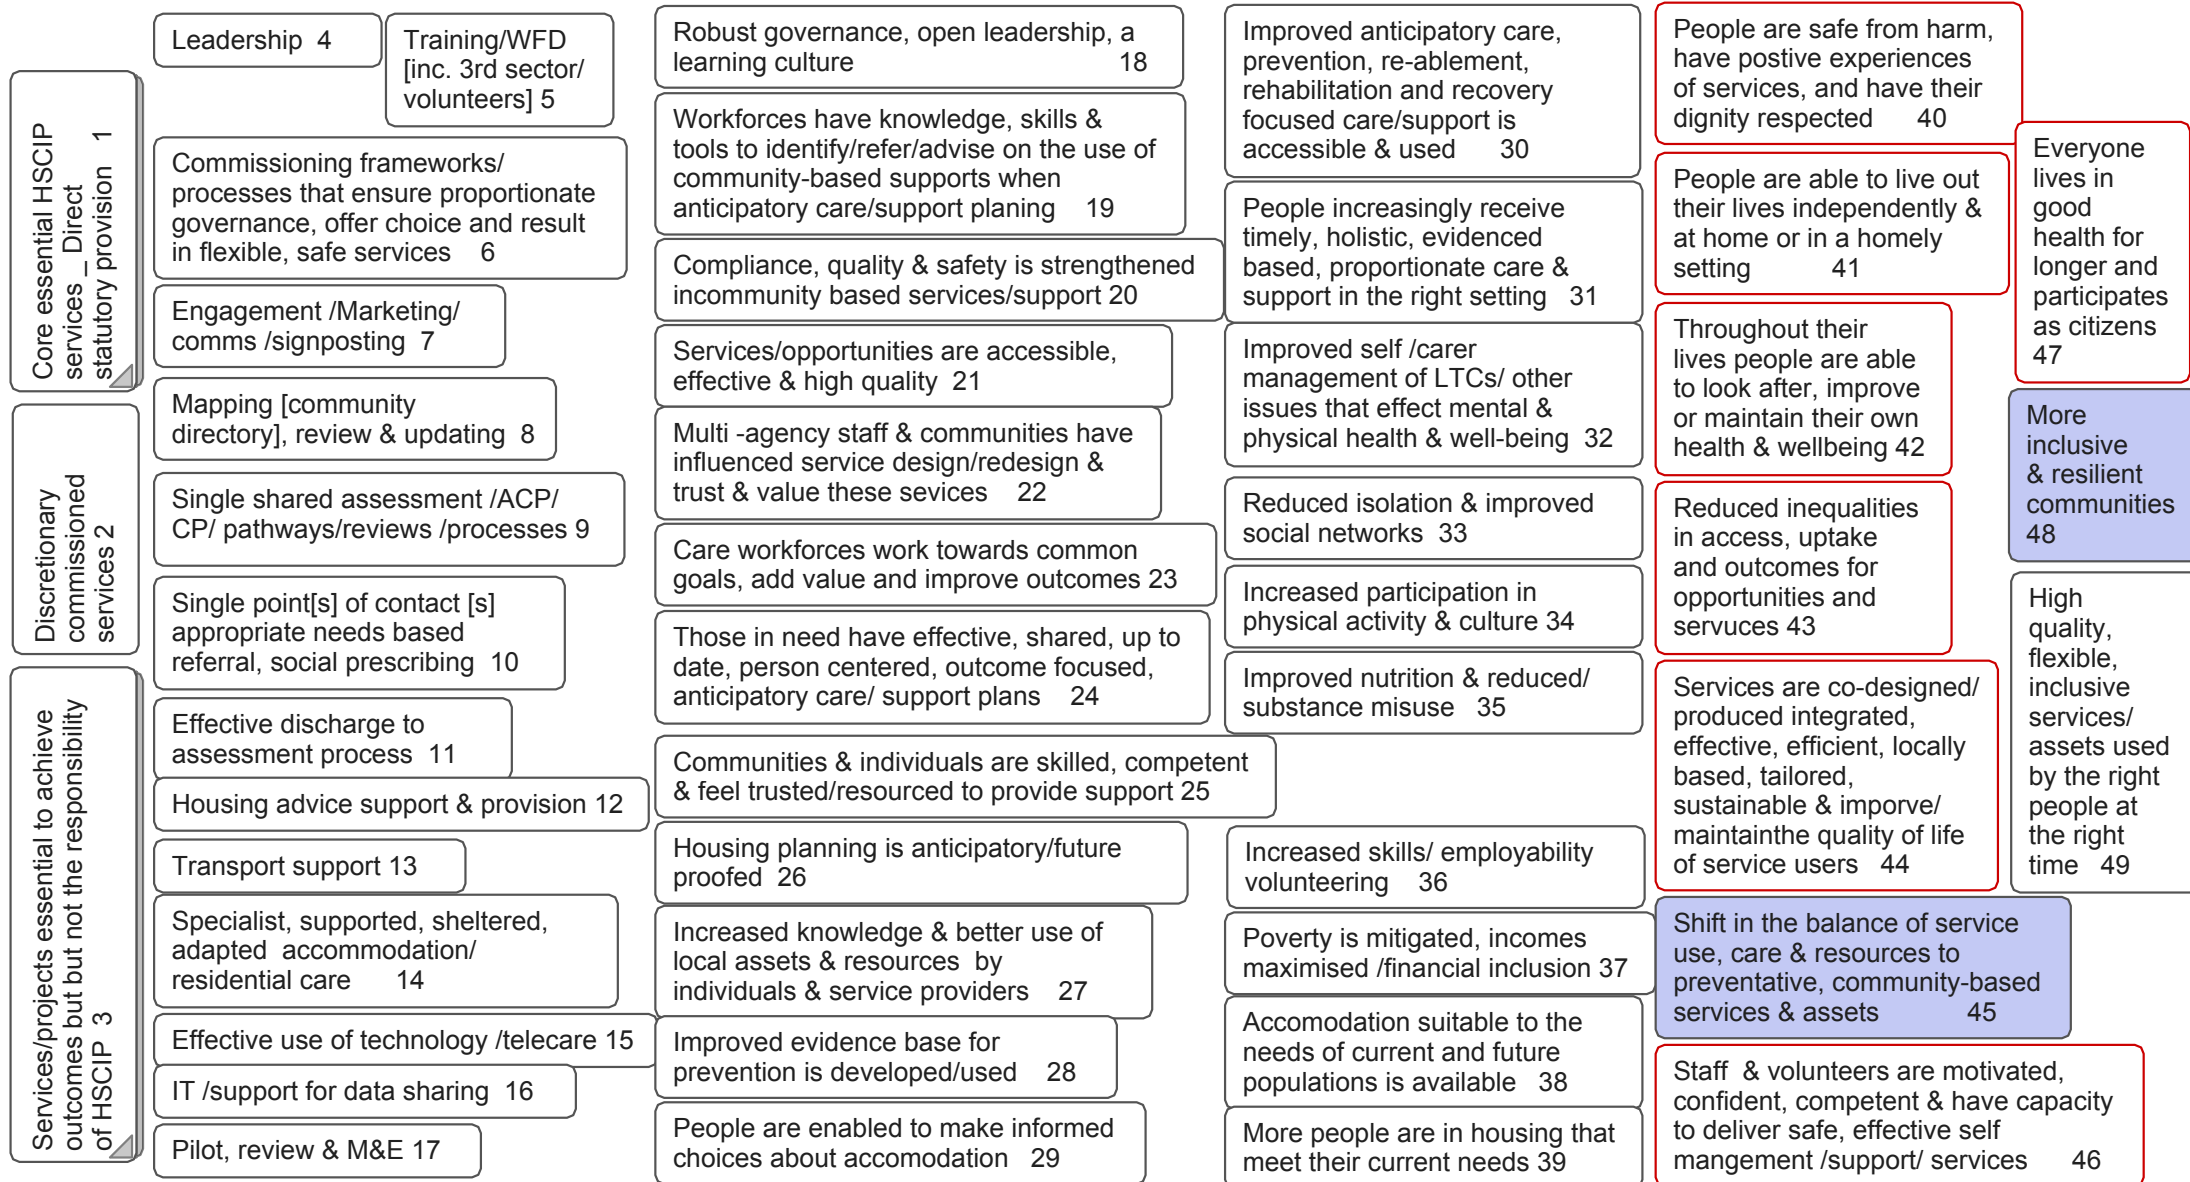 Core essential HSCIP
services _Direct
statutory provision 1
Discretionary
commissioned
services 2
Services/projects essential to achieve
outcomes but but not the responsibility
of HSCIP 3
Leadership 4
Training/WFD
[inc. 3rd sector/
volunteers] 5
Commissioning frameworks/
processes that ensure proportionate
governance, offer choice and result
in flexible, safe services 6
Engagement /Marketing/
comms /signposting 7
Mapping [community
directory], review & updating 8
Single shared assessment /ACP/
CP/ pathways/reviews /processes 9
Single point[s] of contact [s]
appropriate needs based
referral, social prescribing 10
Effective discharge to
assessment process 11
Housing advice support & provision 12
Transport support 13
Specialist, supported, sheltered,
adapted accommodation/
residential care 14
Effective use of technology /telecare 15
IT /support for data sharing 16
Pilot, review & M&E 17
Robust governance, open leadership, a
learning culture 18
Workforces have knowledge, skills &
tools to identify/refer/advise on the use of
community-based supports when
anticipatory care/support planing 19
Compliance, quality & safety is strengthened
incommunity based services/support 20
Services/opportunities are accessible,
effective & high quality 21
Multi -agency staff & communities have
influenced service design/redesign &
trust & value these sevices 22
Care workforces work towards common
goals, add value and improve outcomes 23
Those in need have effective, shared, up to
date, person centered, outcome focused,
anticipatory care/ support plans 24
Communities & individuals are skilled, competent
& feel trusted/resourced to provide support 25
Housing planning is anticipatory/future
proofed 26
Increased knowledge & better use of
local assets & resources by
individuals & service providers 27
Improved evidence base for
prevention is developed/used 28
People are enabled to make informed
choices about accomodation 29
Improved anticipatory care,
prevention, re-ablement,
rehabilitation and recovery
focused care/support is
accessible & used 30
People increasingly receive
timely, holistic, evidenced
based, proportionate care &
support in the right setting 31
Improved self /carer
management of LTCs/ other
issues that effect mental &
physical health & well-being 32
Reduced isolation & improved
social networks 33
Increased participation in
physical activity & culture 34
Improved nutrition & reduced/
substance misuse 35
Increased skills/ employability
volunteering 36
Poverty is mitigated, incomes
maximised /financial inclusion 37
Accomodation suitable to the
needs of current and future
populations is available 38
More people are in housing that
meet their current needs 39
People are safe from harm,
have postive experiences
of services, and have their
dignity respected 40
People are able to live out
their lives independently &
at home or in a homely
setting 41
Throughout their
lives people are able
to look after, improve
or maintain their own
health & wellbeing 42
Reduced inequalities
in access, uptake
and outcomes for
opportunities and
servuces 43
Services are co-designed/
produced integrated,
effective, efficient, locally
based, tailored,
sustainable & imporve/
maintainthe quality of life
of service users 44
Shift in the balance of service
use, care & resources to
preventative, community-based
services & assets 45
Staff & volunteers are motivated,
confident, competent & have capacity
to deliver safe, effective self
mangement /support/ services 46
Everyone
lives in
good
health for
longer and
participates
as citizens
47
More
inclusive
& resilient
communities
48
High
quality,
flexible,
inclusive
services/
assets used
by the right
people at
the right
time 49